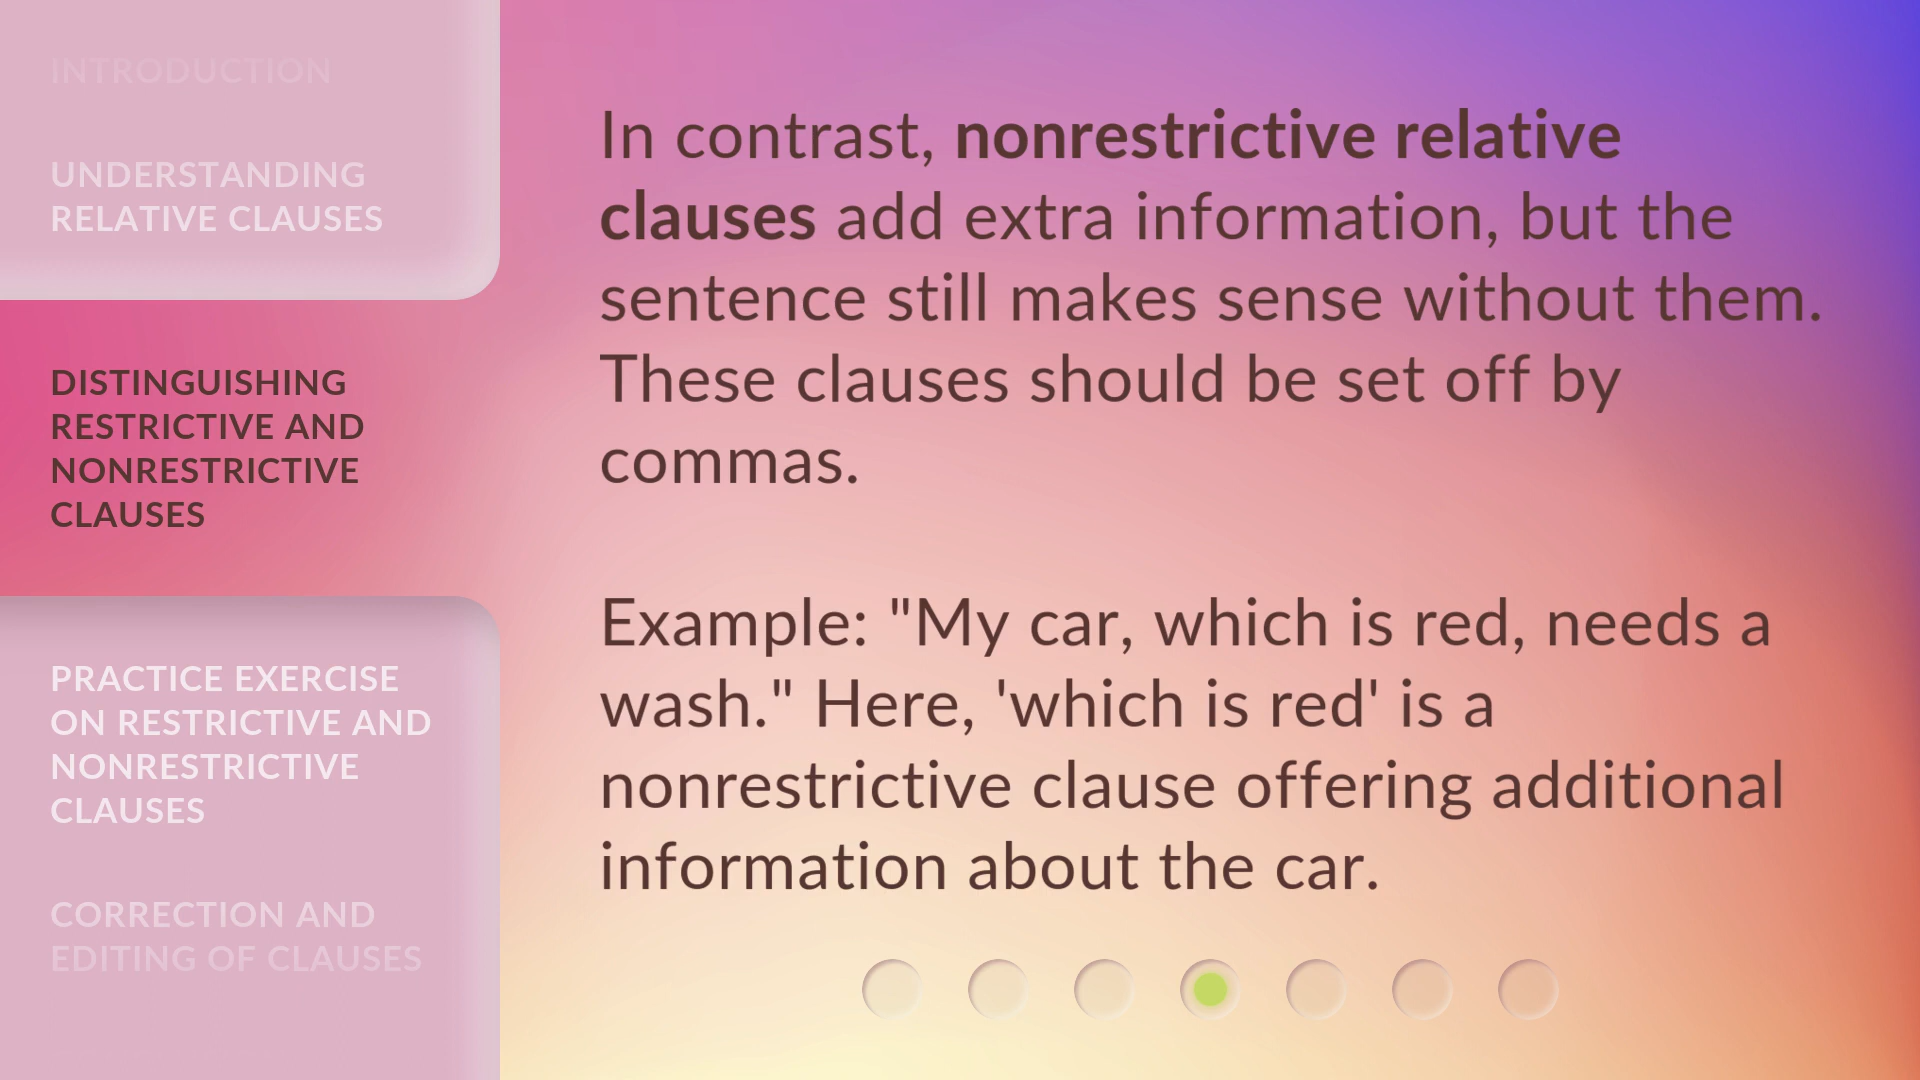 INTRODUCTION
UNDERSTANDING
RELATIVE CLAUSES
DISTINGUISHING
RESTRICTIVE AND
NONRESTRICTIVE
CLAUSES
PRACTICE EXERCISE
ON RESTRICTIVE AND
NONRESTRICTIVE
CLAUSES
CORRECTION AND
EDITING OF CLAUSES
In contrast, nonrestrictive relative
clauses add extra information, but the
sentence still makes sense without them.
These clauses should be set off by
commas.
Example: "My car, which is red, needs a
wash." Here, 'which is red' is a
nonrestrictive clause offering additional
information about the car.